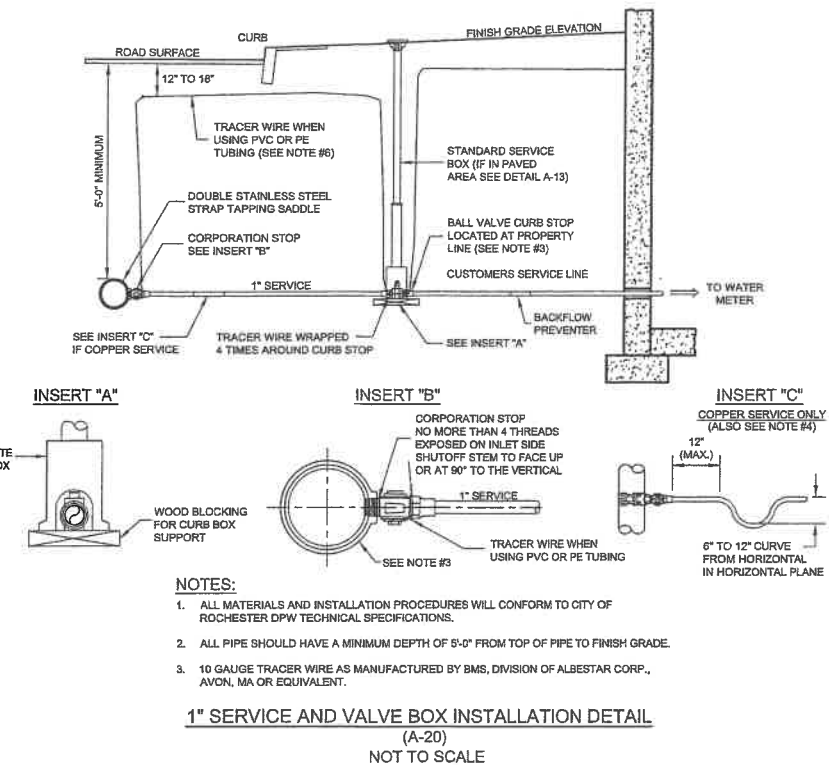 CURB
FINISH GRADE ELEVATION
ROAD SURFACE
12" TO 18"
TRACER WIRE WHEN
USING PVC OR PE
TUBING (SEE NOTE #6)
STANDARD SERVICE
BOX (IF IN PAVED
AREA SEE DETAIL A-13)
5'-0" MINIMUM
DOUBLE STAINLESS STEEL
STRAP TAPPING SADDLE
BALL VALVE CURB STOP
LOCATED AT PROPERTY
LINE (SEE NOTE #3)
CORPORATION STOP
SEE INSERT "B"
CUSTOMERS SERVICE LINE
1" SERVICE
TO WATER
METER
BACKFLOW
PREVENTER
SEE INSERT "C"
IF COPPER SERVICE
TRACER WIRE WRAPPED
4 TIMES AROUND CURB STOP
SEE INSERT "A"
INSERT "A"
WOOD BLOCKING
FOR CURB BOX
SUPPORT
INSERT "B"
CORPORATION STOP
NO MORE THAN 4 THREADS
EXPOSED ON INLET SIDE
SHUTOFF STEM TO FACE UP
OR AT 90° TO THE VERTICAL
1" SERVICE
TRACER WIRE WHEN
USING PVC OR PE TUBING
SEE NOTE #3
INSERT "C"
COPPER SERVICE ONLY
(ALSO SEE NOTE #4)
12"
(MAX.)
6" TO 12" CURVE
FROM HORIZONTAL
IN HORIZONTAL PLANE
NOTES:
1. ALL MATERIALS AND INSTALLATION PROCEDURES WILL CONFORM TO CITY OF
ROCHESTER DPW TECHNICAL SPECIFICATIONS.
2. ALL PIPE SHOULD HAVE A MINIMUM DEPTH OF 5'-0" FROM TOP OF PIPE TO FINISH GRADE.
3. 10 GAUGE TRACER WIRE AS MANUFACTURED BY BMS, DIVISION OF ALBESTAR CORP.,
AVON, MA OR EQUIVALENT.
1" SERVICE AND VALVE BOX INSTALLATION DETAIL
(A-20)
NOT TO SCALE